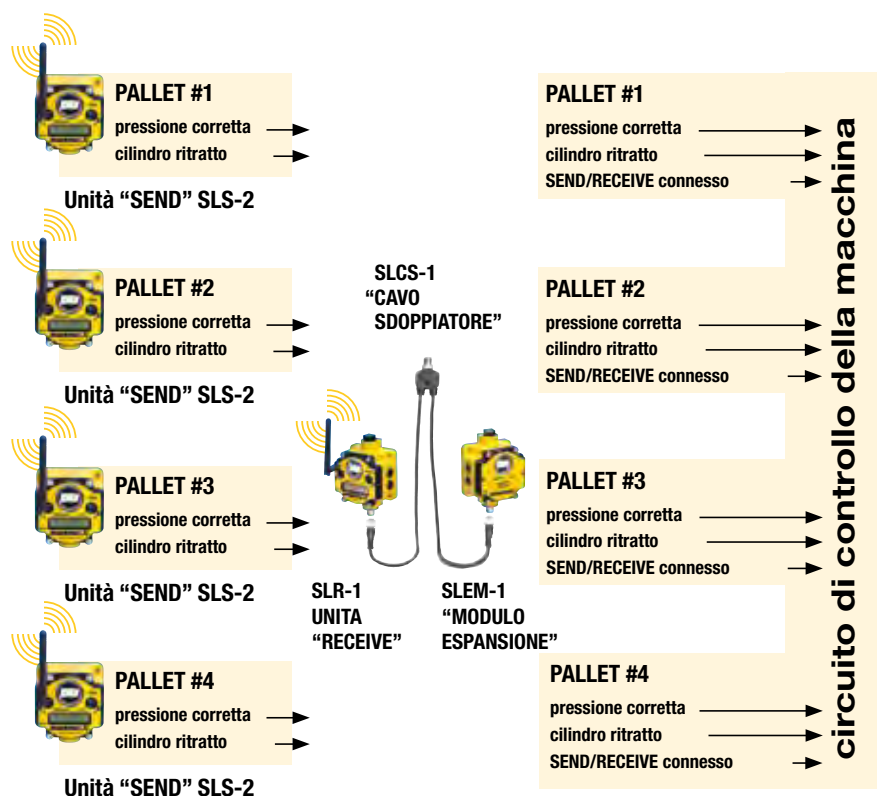 PALLET #1
pressione corretta
cilindro ritratto
Unità “SEND” SLS-2
PALLET #2
pressione corretta
cilindro ritratto
Unità “SEND” SLS-2
PALLET #3
pressione corretta
cilindro ritratto
Unità “SEND” SLS-2
PALLET #4
pressione corretta
cilindro ritratto
Unità “SEND” SLS-2
SLCS-1
“CAVO
SDOPPIATORE”
SLR-1
UNITA
“RECEIVE”
SLEM-1
“MODULO
ESPANSIONE”
PALLET #1
pressione corretta
cilindro ritratto
SEND/RECEIVE connesso
PALLET #2
pressione corretta
cilindro ritratto
SEND/RECEIVE connesso
PALLET #3
pressione corretta
cilindro ritratto
SEND/RECEIVE connesso
PALLET #4
pressione corretta
cilindro ritratto
SEND/RECEIVE connesso
circuito di controllo della macchina